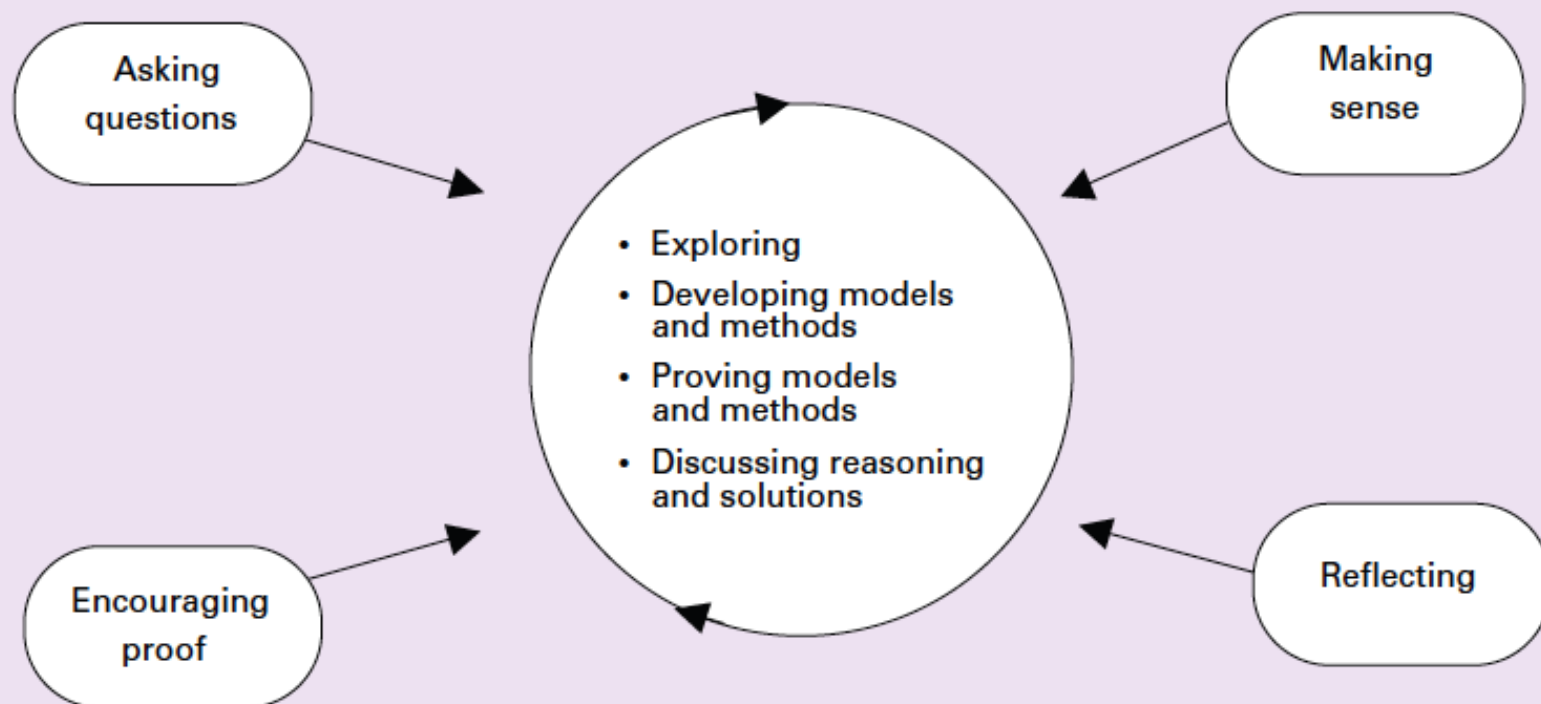 Asking
questions
Making
sense
• Exploring
• Developing models
and methods
• Proving models
and methods
• Discussing reasoning
and solutions
Encouraging
proof
Reflecting